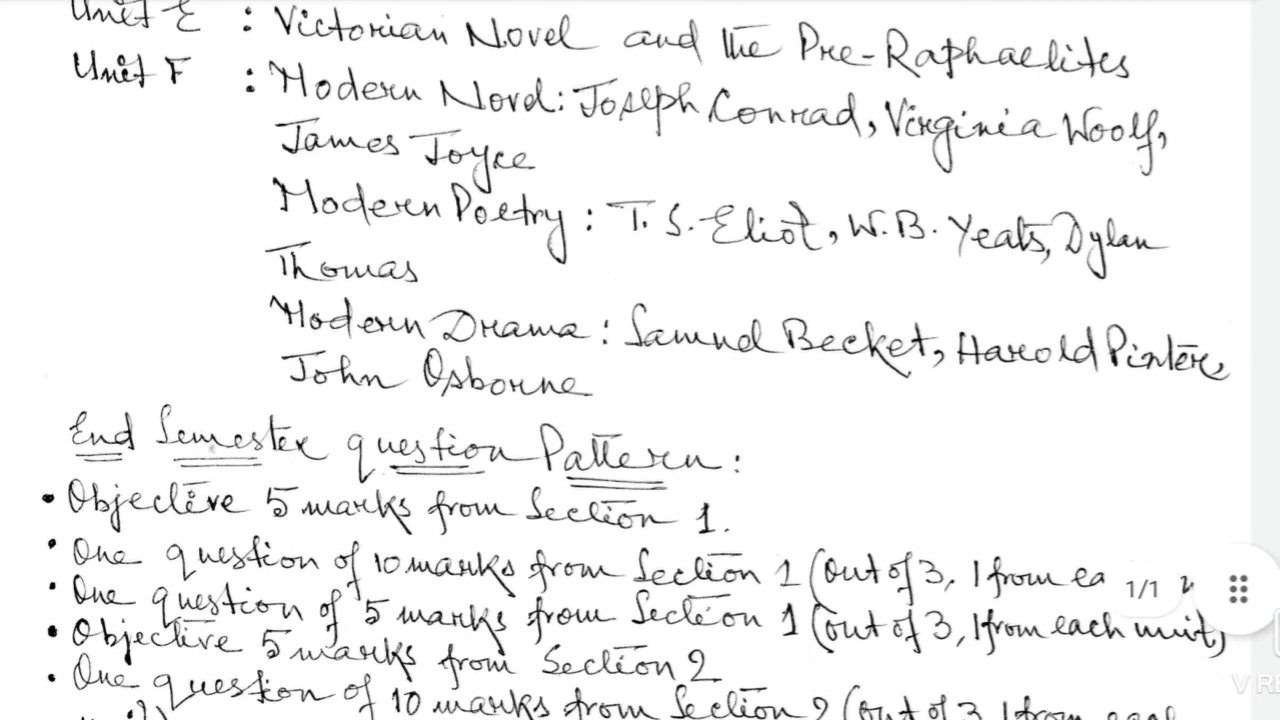 Unit E : Victorian Novel and the Pre-Raphaelites
Unit F : Modern Novel: Joseph Conrad, Virginia Woolf,
James Joyce
Modern Poetry : T. S. Eliot, W.B. Yeats, Dylan
Thomas
Modern Drama : Samuel Becket, Harold Pinter,
John Osborne
End Semester question Pattern :
• Objective 5 marks from Section 1.
• One question of 10 marks from Section 1 (out of 3, 1 from ea
1/1
• One question of 5 marks from Section 1 (out of 3, 1 from each unit)
• Objective 5 marks from Section 2
• One question of 10 marks from Section 2 (out of 3, 1 from each